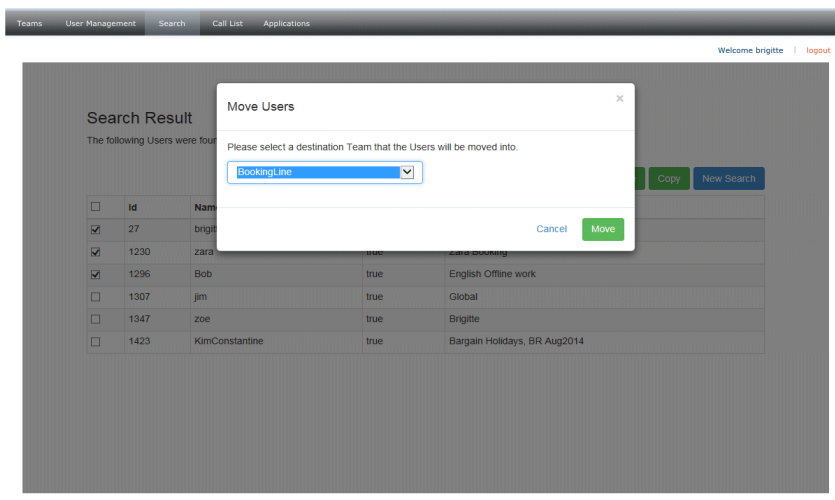 Teams User Management Search Call List Applications
Welcome brigitte | logout
Move Users ×
Search Result
The following Users were four
Please select a destination Team that the Users will be moved into.
BookingLine
Copy New Search
Id Name
Cancel Move
27 brigitt
1230 zara true Zara Booking
1296 Bob true English Offline work
1307 jim true Global
1347 zoe true Brigitte
1423 KimConstantine true Bargain Holidays, BR Aug2014